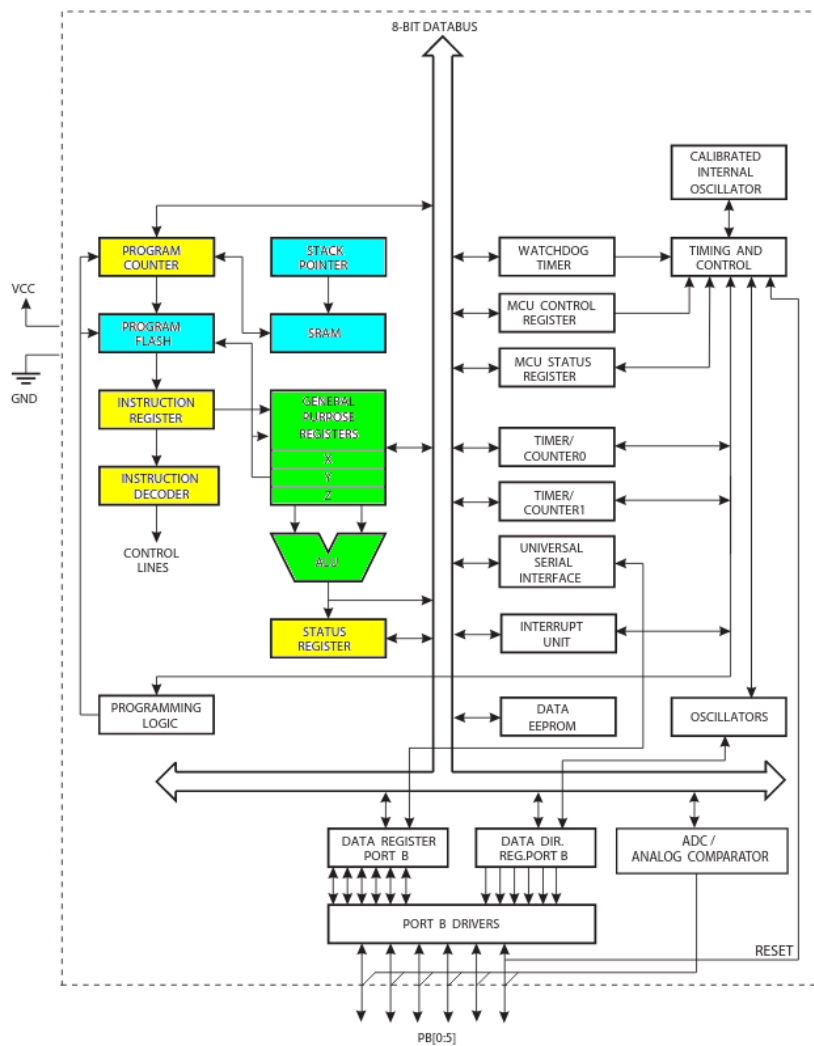 8-BIT DATABUS
CALIBRATED
INTERNAL
OSCILLATOR
PROGRAM
COUNTER
STACK
POINTER
WATCHDOG
TIMER
TIMING AND
CONTROL
VCC
PROGRAM
FLASH
SRAM
MCU CONTROL
REGISTER
GND
MCU STATUS
REGISTER
INSTRUCTION
REGISTER
GENERAL
PURPOSE
REGISTERS
X
Y
Z
TIMER/
COUNTER0
INSTRUCTION
DECODER
TIMER/
COUNTER1
CONTROL
LINES
ALU
UNIVERSAL
SERIAL
INTERFACE
STATUS
REGISTER
INTERRUPT
UNIT
PROGRAMMING
LOGIC
DATA
EEPROM
OSCILLATORS
DATA REGISTER
PORT B
DATA DIR.
REG.PORT B
ADC /
ANALOG COMPARATOR
PORT B DRIVERS
RESET
PB[0:5]